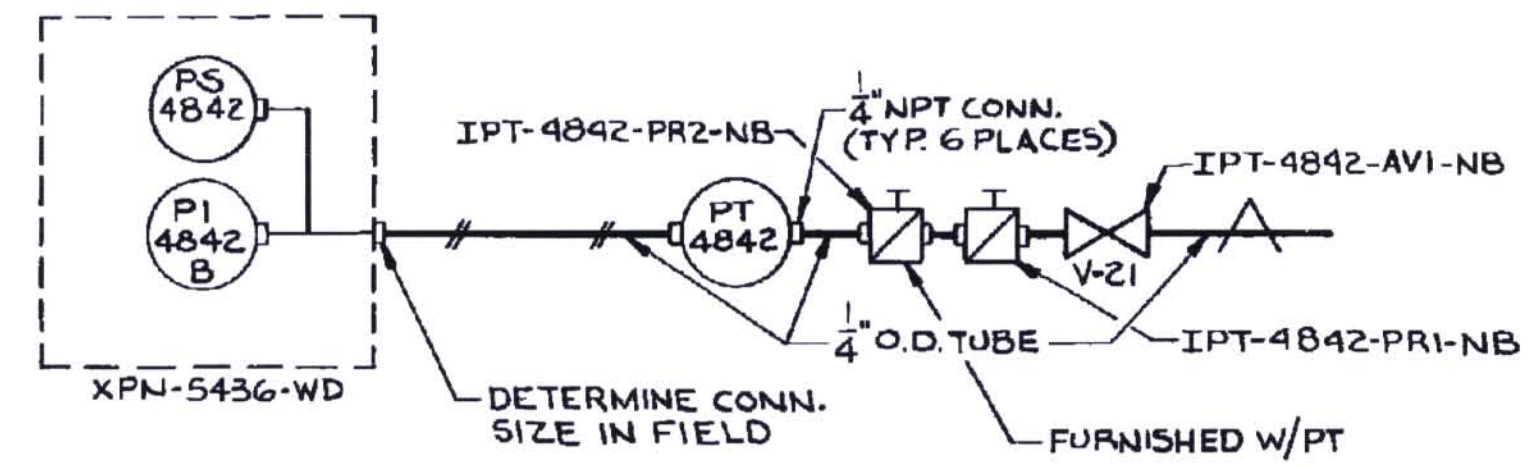 PS
4842
PI
4842
B
XPN-5436-WD
DETERMINE CONN.
SIZE IN FIELD
IPT-4842-PR2-NB
1/4" NPT CONN.
(TYP. 6 PLACES)
PT
4842
1/4" O.D. TUBE
V-21
IPT-4842-AV1-NB
IPT-4842-PR1-NB
FURNISHED W/PT